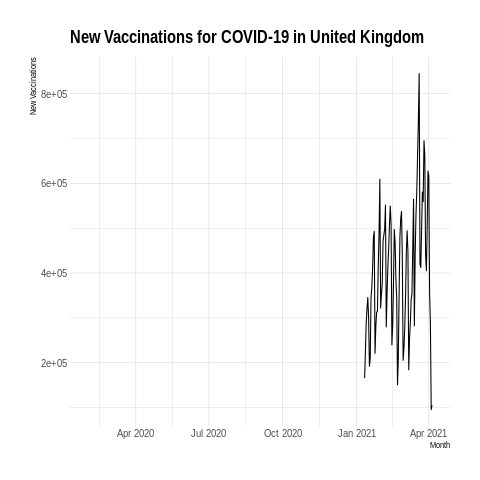 New Vaccinations for COVID-19 in United Kingdom
New Vaccinations
8e+05
6e+05
4e+05
2e+05
Apr 2020 Jul 2020 Oct 2020 Jan 2021 Apr 2021
Month